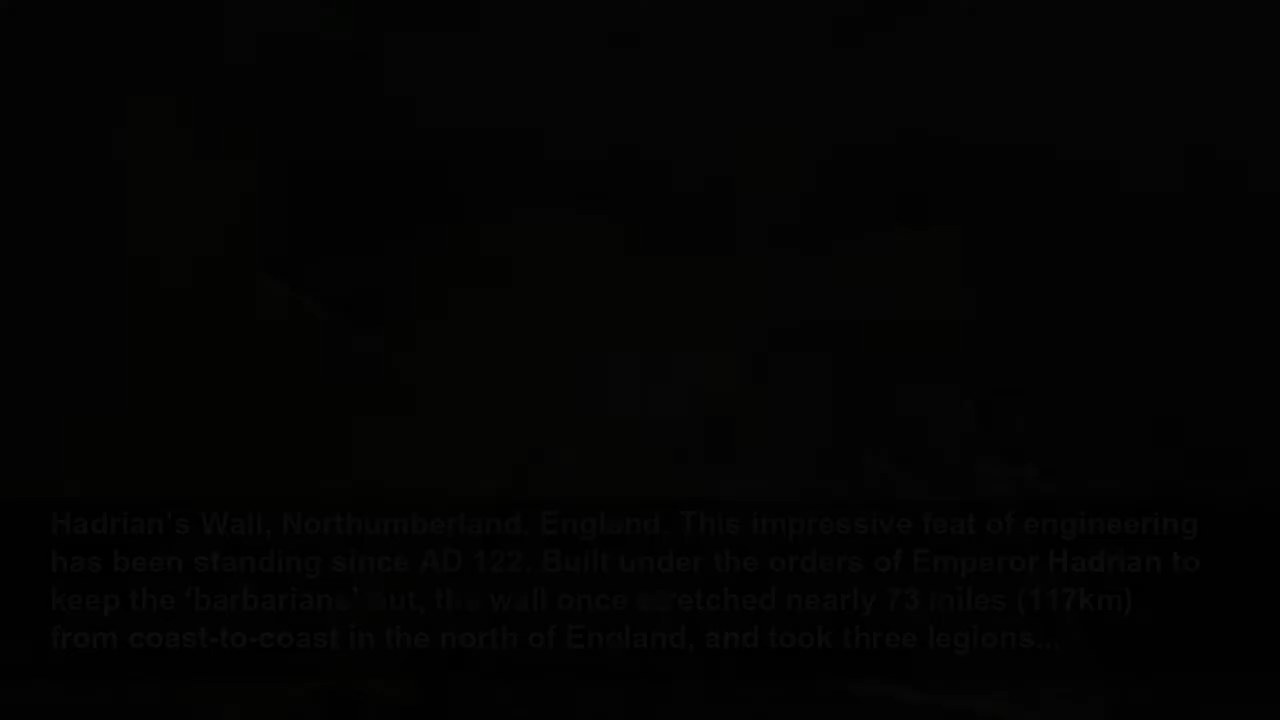 Hadrian's Wall, Northumberland, England. This impressive feat of engineering
has been standing since AD 122. Built under the orders of Emperor Hadrian to
keep the ‘barbarians’ out, the wall once stretched nearly 73 miles (117km)
from coast-to-coast in the north of England, and took three legions...